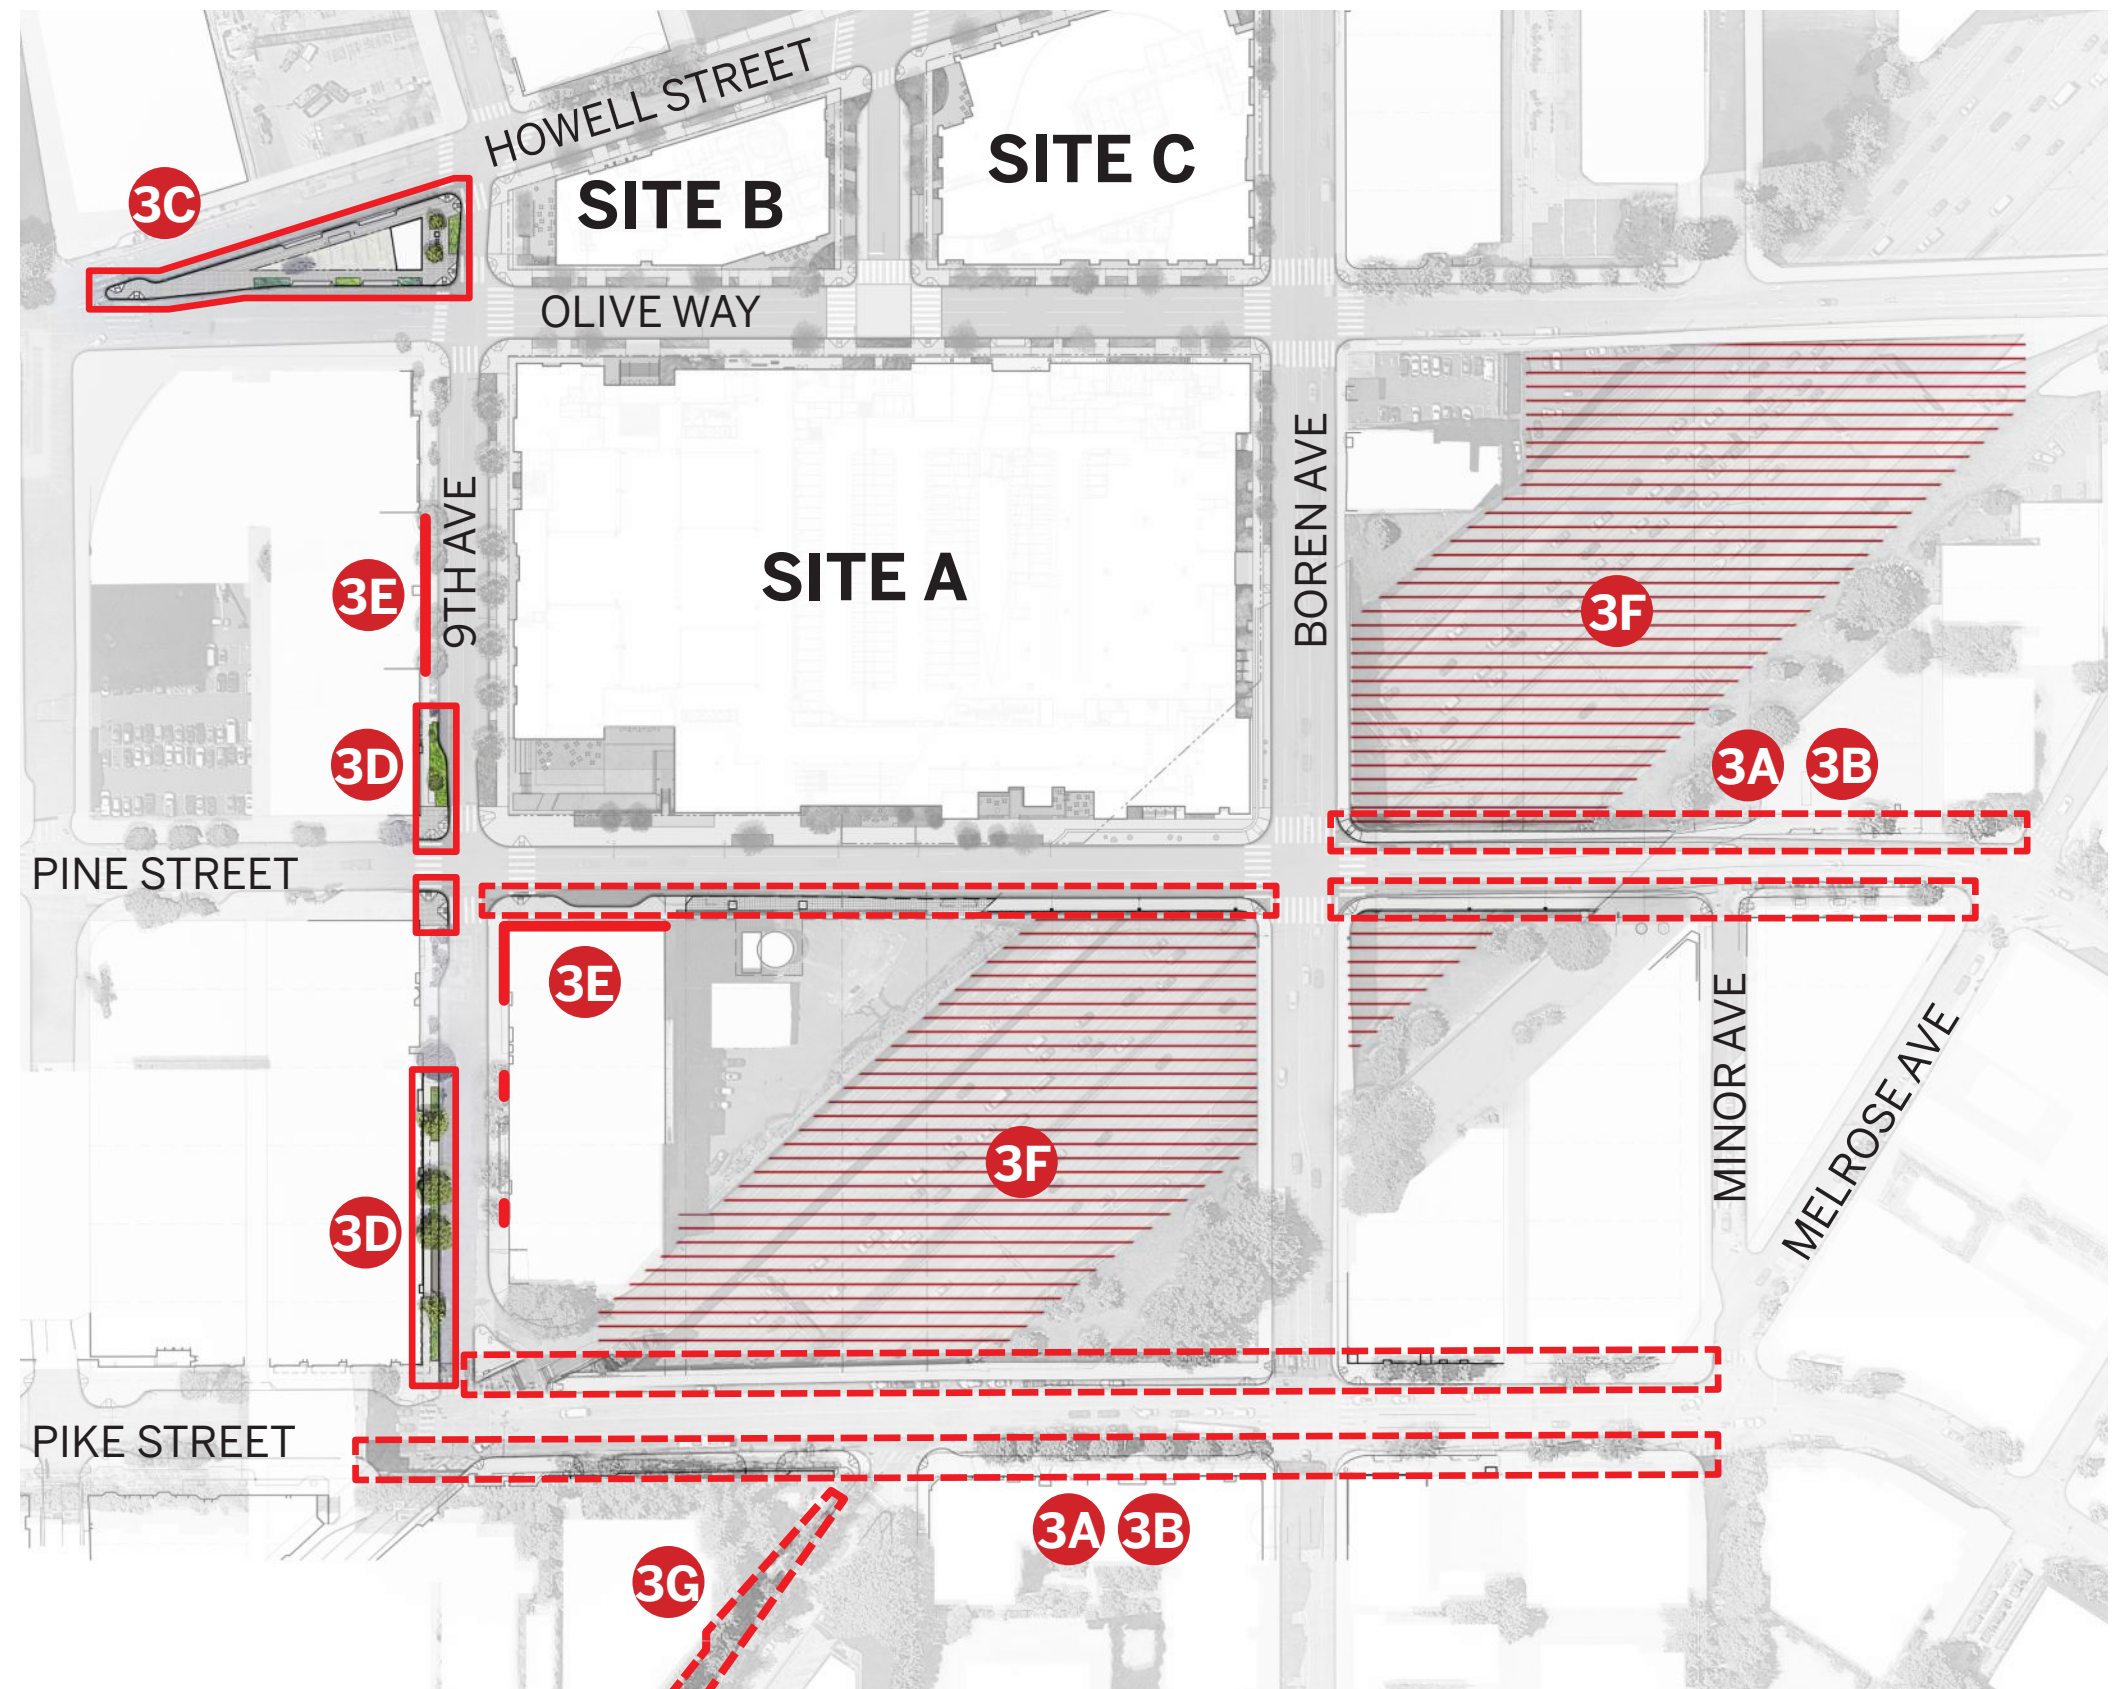 HOWELL STREET
SITE C
SITE B
3C
OLIVE WAY
9TH AVE
BOREN AVE
SITE A
3E
3F
3D
3A 3B
PINE STREET
3E
MINOR AVE
MELROSE AVE
3F
3D
PIKE STREET
3A 3B
3G